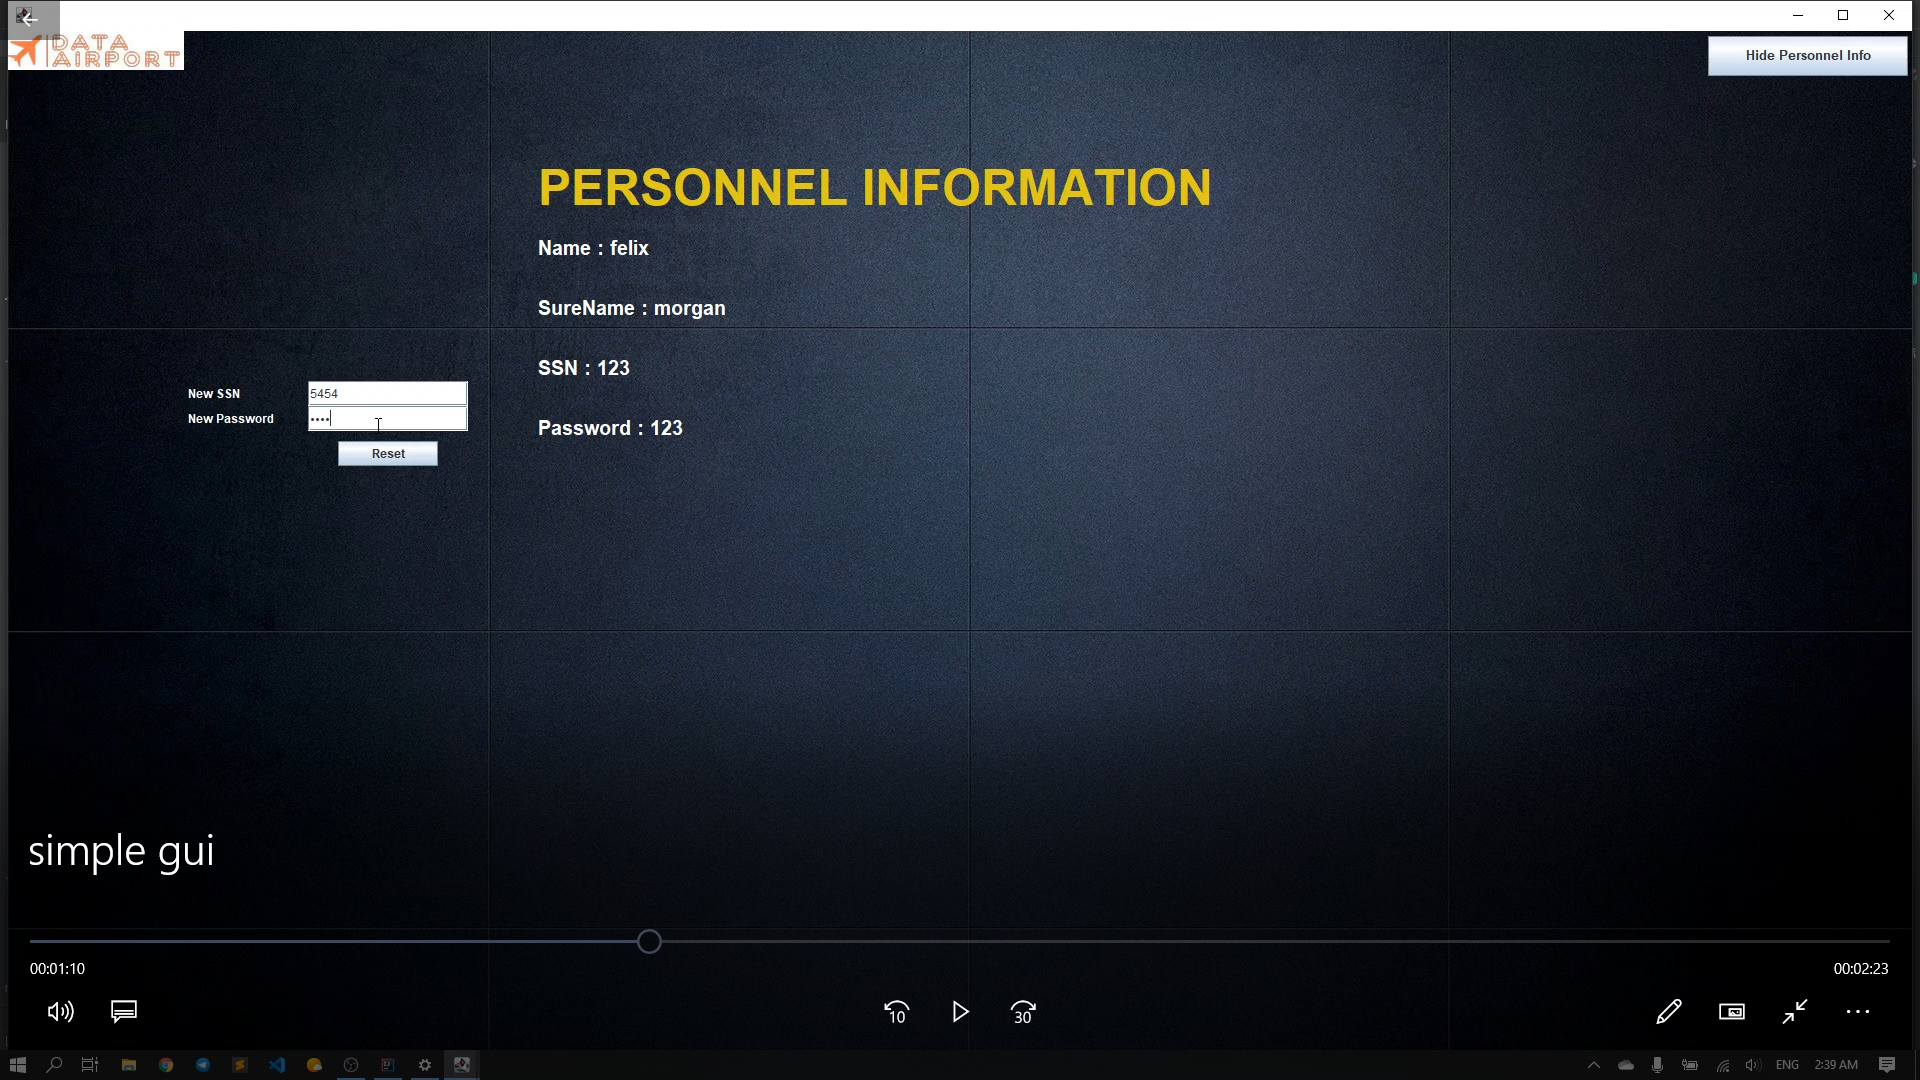 DATA
AIRPORT
Hide Personnel Info
PERSONNEL INFORMATION
Name : felix
SureName : morgan
SSN : 123
Password : 123
New SSN
5454
New Password
••••
Reset
simple gui
00:01:10
00:02:23
10
30
ENG
2:39 AM